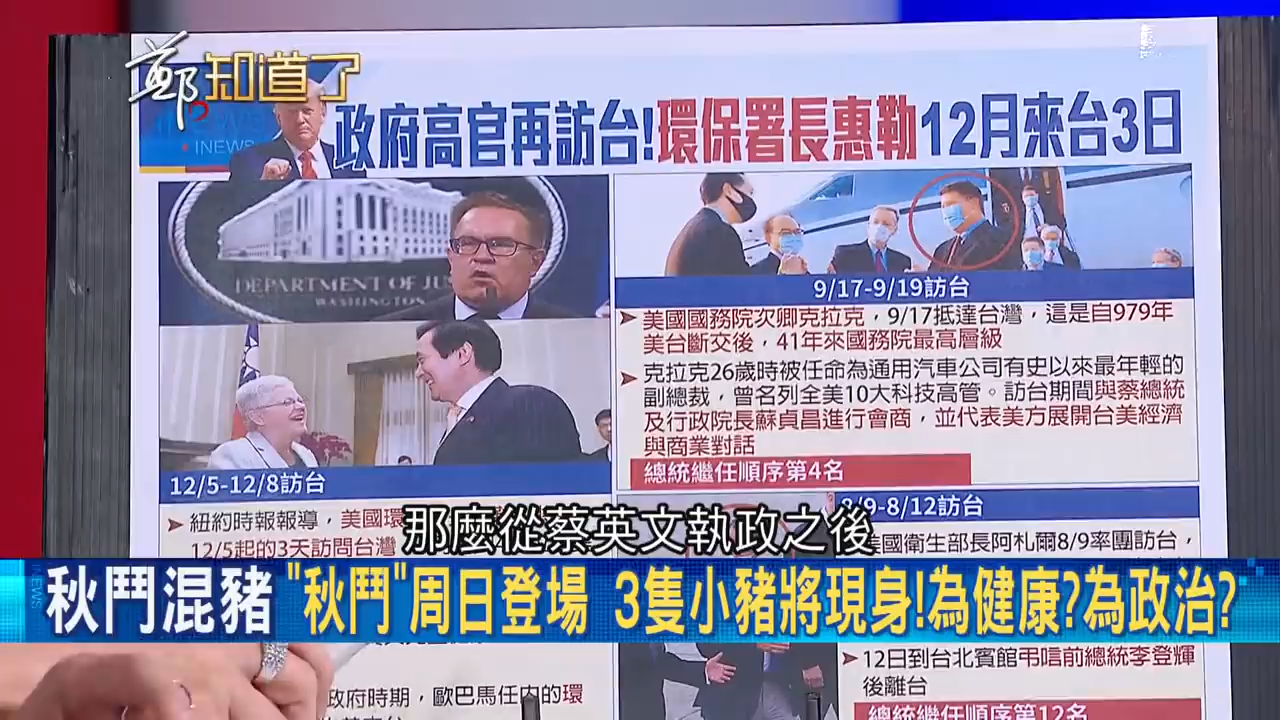 鄭知道了
INEWS
政府高官再訪台!環保署長惠勒12月來台3日
DEPARTMENT OF JU
WASHINGTON
9/17-9/19訪台
美國國務院次卿克拉克，9/17抵達台灣，這是自979年
美台斷交後，41年來國務院最高層級
克拉克26歲時被任命為通用汽車公司有史以來最年輕的
副總裁，曾名列全美10大科技高管。訪台期間與蔡總統
及行政院長蘇貞昌進行會商，並代表美方展開台美經濟
與商業對話
總統繼任順序第4名
12/5-12/8訪台
紐約時報報導，美國環
12/5起的3天訪問台灣
8/9-8/12訪台
美國衛生部長阿札爾8/9率團訪台，
那麼從蔡英文執政之後
INEWS
秋鬥混豬 "秋鬥"周日登場 3隻小豬將現身!為健康?為政治?
政府時期，歐巴馬任內的環
12日到台北賓館弔唁前總統李登輝
後離台
總統繼任順序第12名